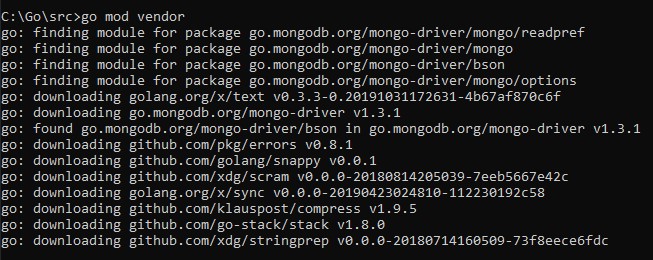 C:\Go\src>go mod vendor
go: finding module for package go.mongodb.org/mongo-driver/mongo/readpref
go: finding module for package go.mongodb.org/mongo-driver/mongo
go: finding module for package go.mongodb.org/mongo-driver/bson
go: finding module for package go.mongodb.org/mongo-driver/mongo/options
go: downloading golang.org/x/text v0.3.3-0.20191031172631-4b67af870c6f
go: downloading go.mongodb.org/mongo-driver v1.3.1
go: found go.mongodb.org/mongo-driver/bson in go.mongodb.org/mongo-driver v1.3.1
go: downloading github.com/pkg/errors v0.8.1
go: downloading github.com/golang/snappy v0.0.1
go: downloading github.com/xdg/scram v0.0.0-20180814205039-7eeb5667e42c
go: downloading golang.org/x/sync v0.0.0-20190423024810-112230192c58
go: downloading github.com/klauspost/compress v1.9.5
go: downloading github.com/go-stack/stack v1.8.0
go: downloading github.com/xdg/stringprep v0.0.0-20180714160509-73f8eece6fdc